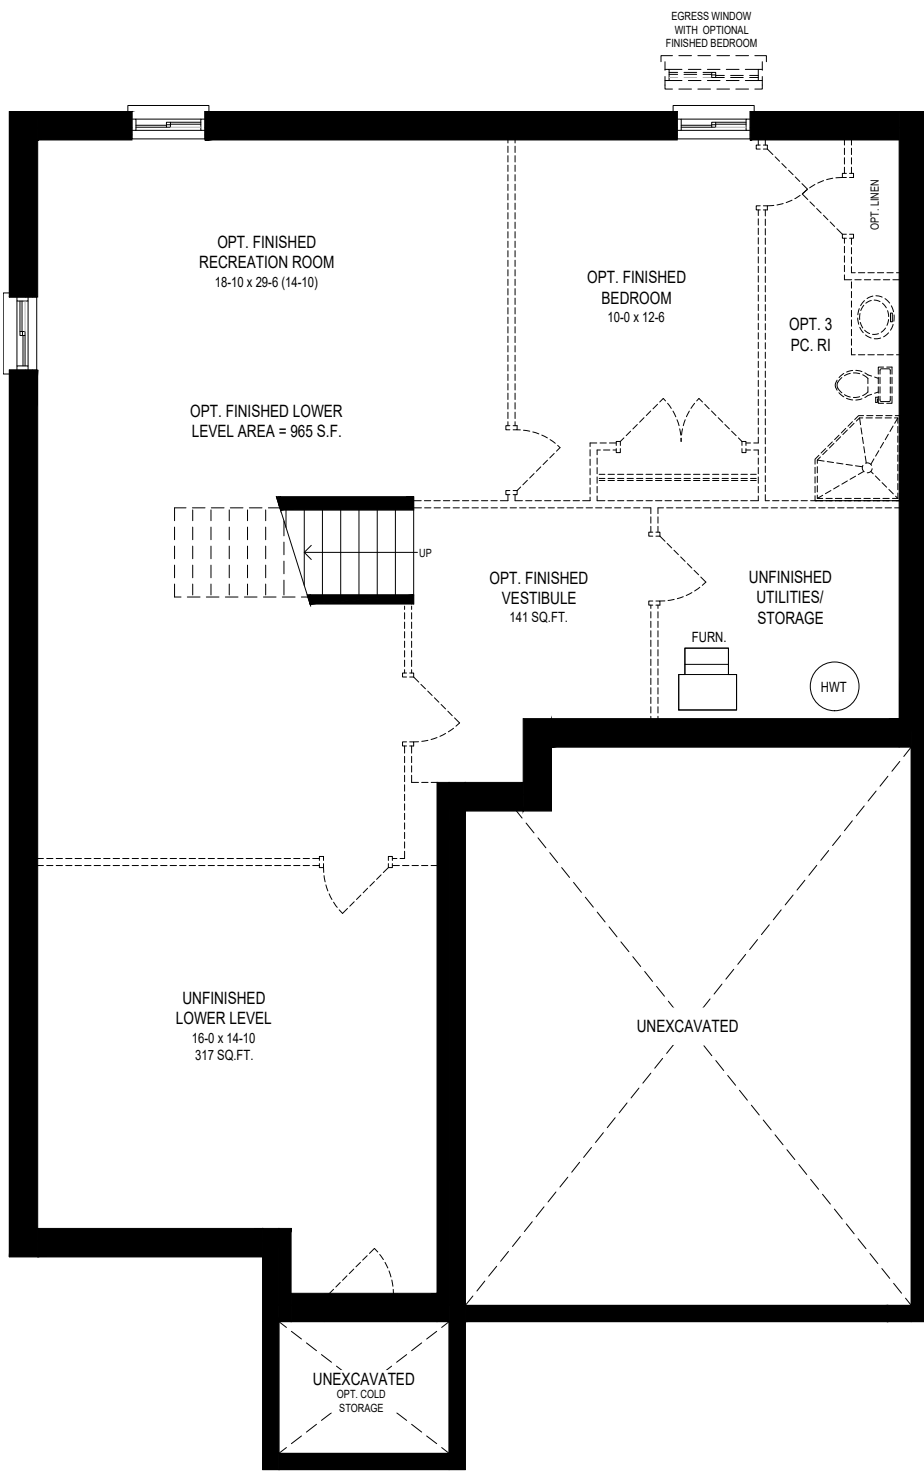 EGRESS WINDOW
WITH OPTIONAL
FINISHED BEDROOM
OPT. FINISHED
RECREATION ROOM
18-10 x 29-6 (14-10)
OPT. FINISHED
BEDROOM
10-0 x 12-6
OPT. LINEN
OPT. 3
PC. RI
OPT. FINISHED LOWER
LEVEL AREA = 965 S.F.
UP
OPT. FINISHED
VESTIBULE
141 SQ.FT.
UNFINISHED
UTILITIES/
STORAGE
FURN.
HWT
UNFINISHED
LOWER LEVEL
16-0 x 14-10
317 SQ.FT.
UNEXCAVATED
UNEXCAVATED
OPT. COLD
STORAGE